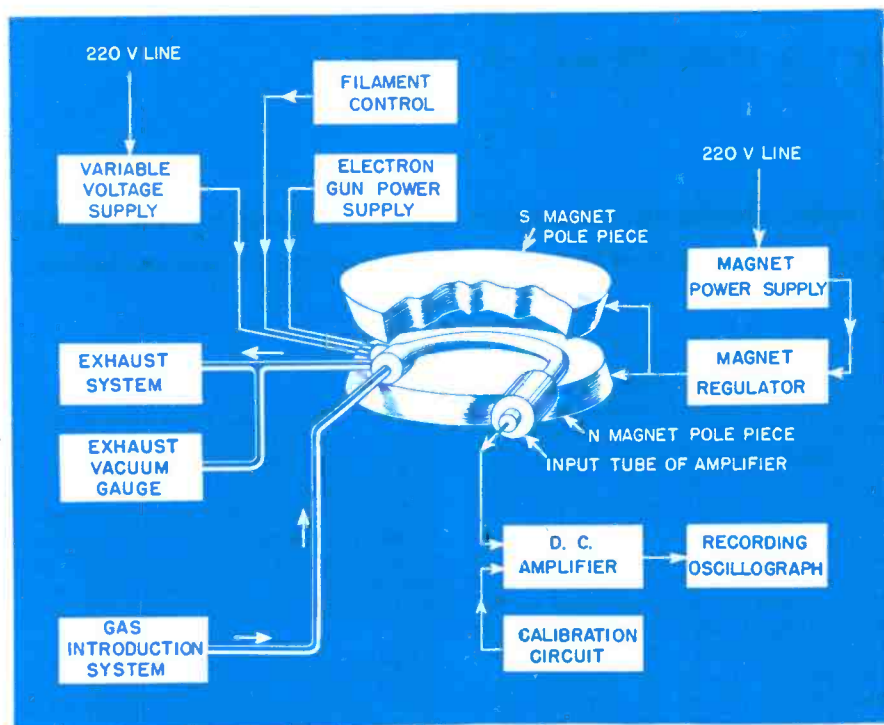 220 V LINE
FILAMENT
CONTROL
VARIABLE
VOLTAGE
SUPPLY
ELECTRON
GUN POWER
SUPPLY
220 V LINE
S MAGNET
POLE PIECE
MAGNET
POWER SUPPLY
EXHAUST
SYSTEM
MAGNET
REGULATOR
EXHAUST
VACUUM
GAUGE
N MAGNET POLE PIECE
INPUT TUBE OF AMPLIFIER
D. C.
AMPLIFIER
RECORDING
OSCILLOGRAPH
GAS
INTRODUCTION
SYSTEM
CALIBRATION
CIRCUIT